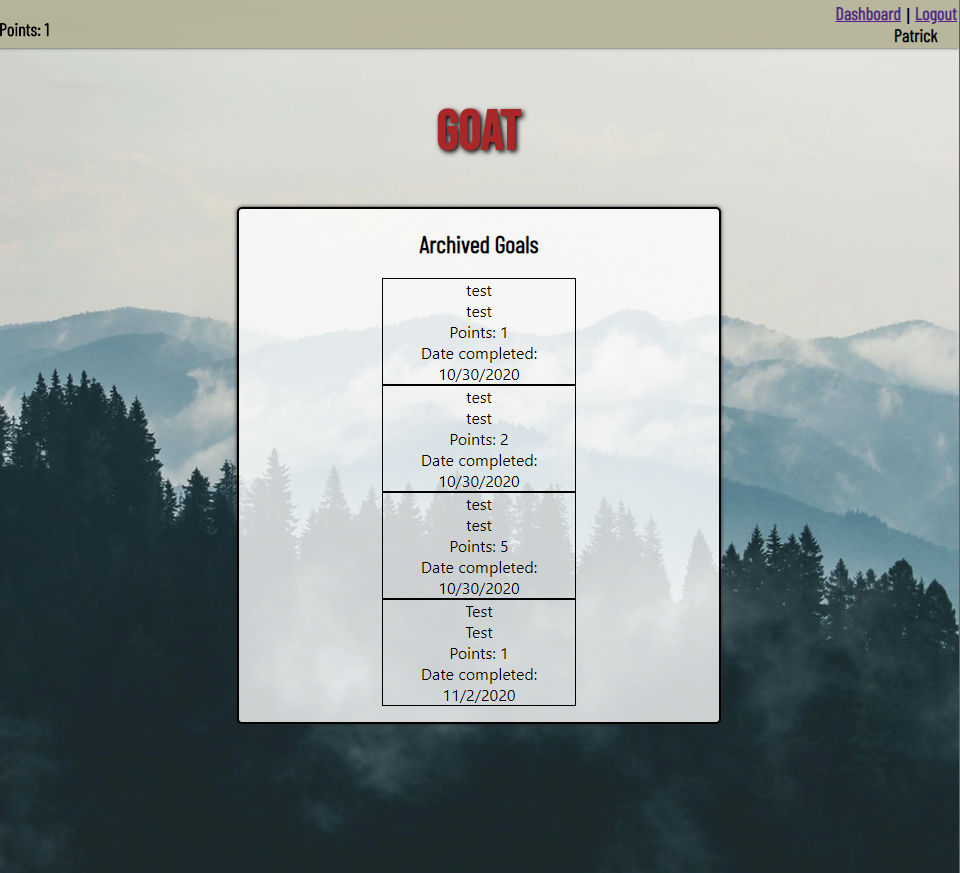 Points: 1
Dashboard | Logout
Patrick
GOAT
Archived Goals
test
test
Points: 1
Date completed:
10/30/2020
test
test
Points: 2
Date completed:
10/30/2020
test
test
Points: 5
Date completed:
10/30/2020
Test
Test
Points: 1
Date completed:
11/2/2020